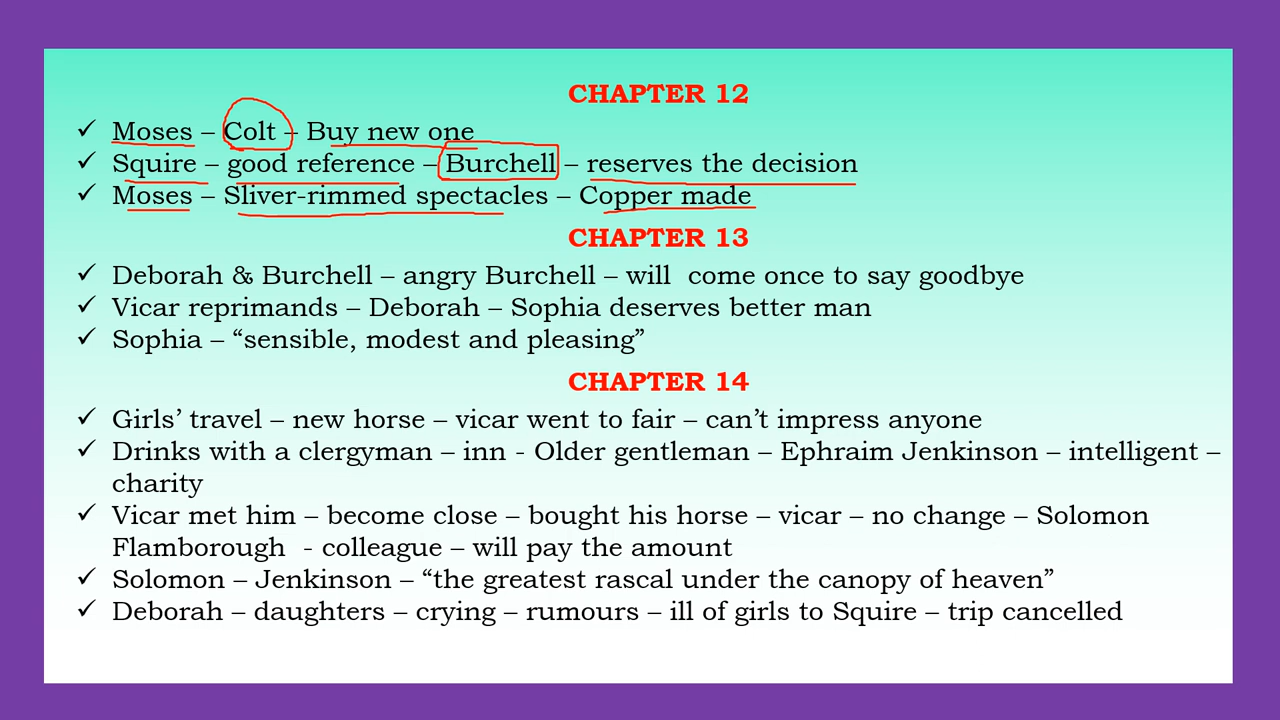 CHAPTER 12
✓ Moses – Colt – Buy new one
✓ Squire – good reference – Burchell – reserves the decision
✓ Moses – Sliver-rimmed spectacles – Copper made
CHAPTER 13
✓ Deborah & Burchell – angry Burchell – will  come once to say goodbye
✓ Vicar reprimands – Deborah – Sophia deserves better man
✓ Sophia – “sensible, modest and pleasing”
CHAPTER 14
✓ Girls’ travel – new horse – vicar went to fair – can’t impress anyone
✓ Drinks with a clergyman – inn - Older gentleman – Ephraim Jenkinson – intelligent –
charity
✓ Vicar met him – become close – bought his horse – vicar – no change – Solomon
Flamborough  - colleague – will pay the amount
✓ Solomon – Jenkinson – “the greatest rascal under the canopy of heaven”
✓ Deborah – daughters – crying – rumours – ill of girls to Squire – trip cancelled